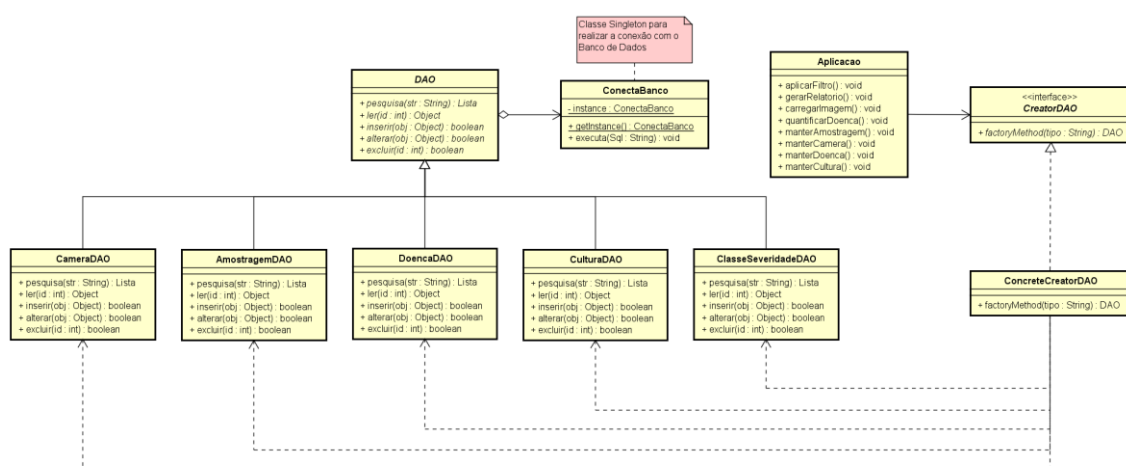 Classe Singleton para
realizar a conexão com o
Banco de Dados
DAO
+ pesquisa(str : String) : Lista
+ ler(id : int) : Object
+ inserir(obj : Object) : boolean
+ alterar(obj : Object) : boolean
+ excluir(id : int) : boolean
ConectaBanco
- instance : ConectaBanco
+ getInstance() : ConectaBanco
+ executa(Sql : String) : void
Aplicacao
+ aplicarFiltro() : void
+ gerarRelatorio() : void
+ carregarImagem() : void
+ quantificarDoenca() : void
+ manterAmostragem() : void
+ manterCamera() : void
+ manterDoenca() : void
+ manterCultura() : void
<<interface>>
CreatorDAO
+ factoryMethod(tipo : String) : DAO
CameraDAO
+ pesquisa(str : String) : Lista
+ ler(id : int) : Object
+ inserir(obj : Object) : boolean
+ alterar(obj : Object) : boolean
+ excluir(id : int) : boolean
AmostragemDAO
+ pesquisa(str : String) : Lista
+ ler(id : int) : Object
+ inserir(obj : Object) : boolean
+ alterar(obj : Object) : boolean
+ excluir(id : int) : boolean
DoencaDAO
+ pesquisa(str : String) : Lista
+ ler(id : int) : Object
+ inserir(obj : Object) : boolean
+ alterar(obj : Object) : boolean
+ excluir(id : int) : boolean
CulturaDAO
+ pesquisa(str : String) : Lista
+ ler(id : int) : Object
+ inserir(obj : Object) : boolean
+ alterar(obj : Object) : boolean
+ excluir(id : int) : boolean
ClasseSeveridadeDAO
+ pesquisa(str : String) : Lista
+ ler(id : int) : Object
+ inserir(obj : Object) : boolean
+ alterar(obj : Object) : boolean
+ excluir(id : int) : boolean
ConcreteCreatorDAO
+ factoryMethod(tipo : String) : DAO